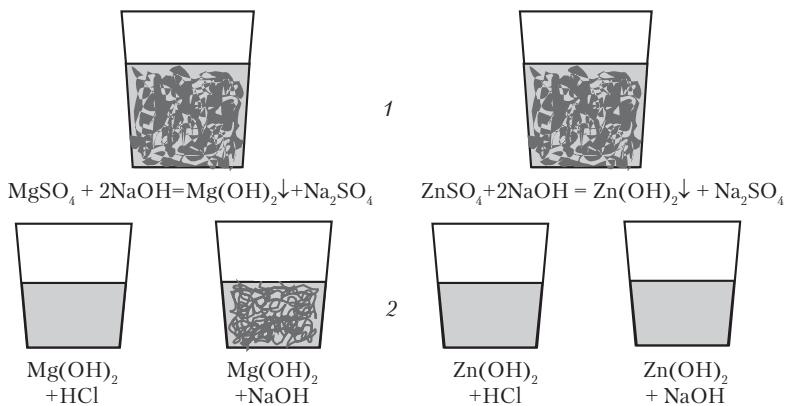 1
MgSO₄ + 2NaOH=Mg(OH)₂↓+Na₂SO₄
ZnSO₄+2NaOH = Zn(OH)₂↓ + Na₂SO₄
2
Mg(OH)₂
+HCl
Mg(OH)₂
+NaOH
Zn(OH)₂
+HCl
Zn(OH)₂
+ NaOH